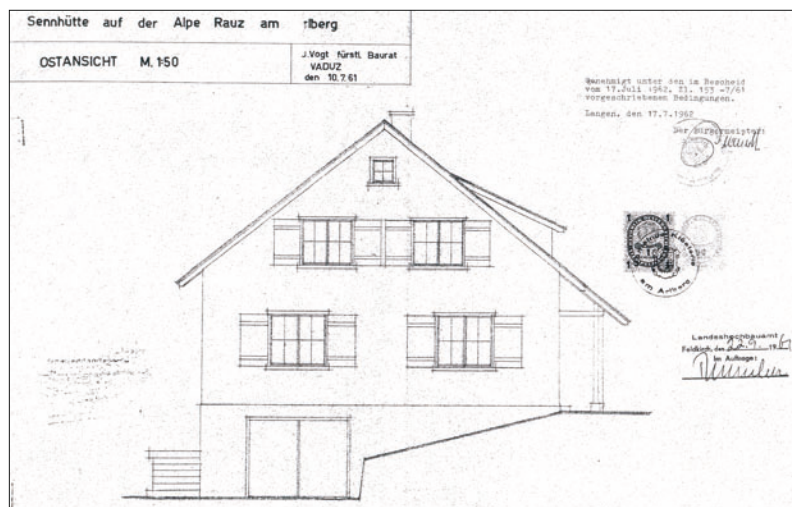 Sennhütte auf der Alpe Rauz am rlberg
OSTANSICHT M. 1:50
J. Vogt fürstl. Baurat
VADUZ
den 10.7.61
Genehmigt unter den im Bescheid
vom 17.Juli 1962, Zl. 153 -7/61
vorgeschriebenen Bedingungen.
Langen, den 17.7.1962
Der Bürgermeister:
am Arlberg
Landeshochbauamt
Feldkirch, den
Im Auftrage: